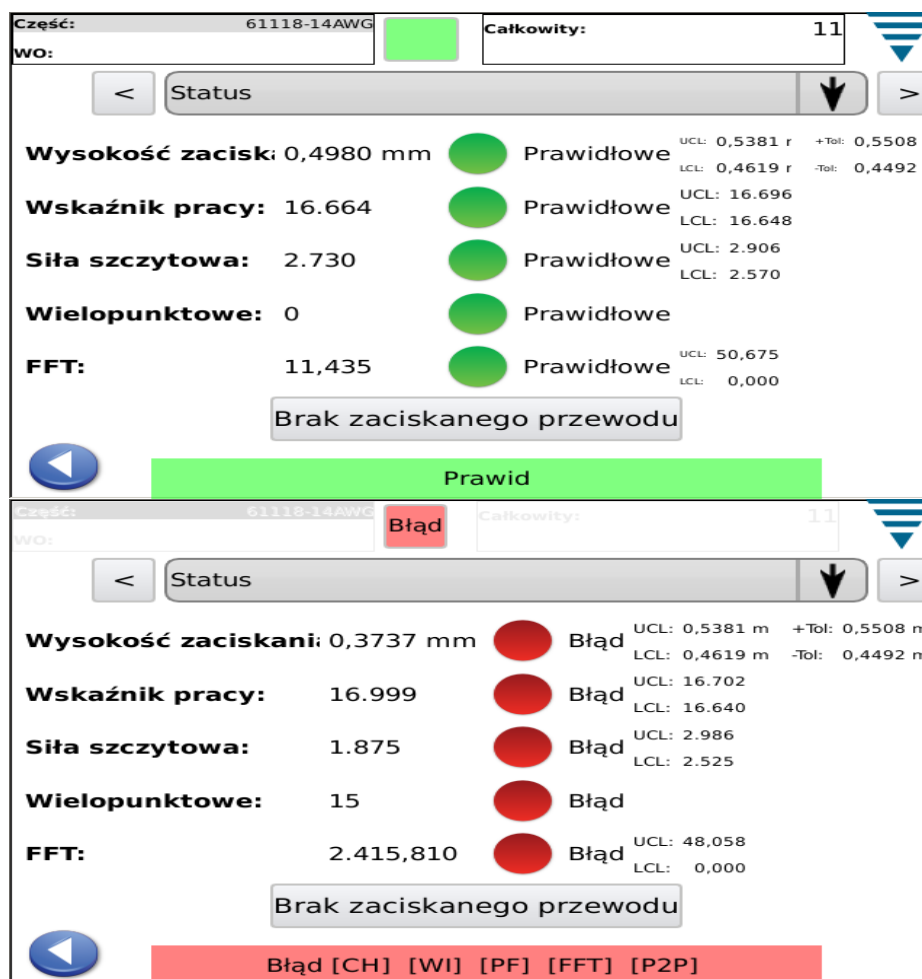 Część: 61118-14AWG Całkowity: 11
WO:
< Status >
Wysokość zaciska 0,4980 mm Prawidłowe UCL: 0,5381 r +Tol: 0,5508
LCL: 0,4619 r -Tol: 0,4492
Wskaźnik pracy: 16.664 Prawidłowe UCL: 16.696
LCL: 16.648
Siła szczytowa: 2.730 Prawidłowe UCL: 2.906
LCL: 2.570
Wielopunktowe: 0 Prawidłowe
FFT: 11,435 Prawidłowe UCL: 50,675
LCL: 0,000
Brak zaciskanego przewodu
Prawid
Część: 61118-14AWG Błąd Całkowity: 11
WO:
< Status >
Wysokość zaciskani 0,3737 mm Błąd UCL: 0,5381 m +Tol: 0,5508 m
LCL: 0,4619 m -Tol: 0,4492 m
Wskaźnik pracy: 16.999 Błąd UCL: 16.702
LCL: 16.640
Siła szczytowa: 1.875 Błąd UCL: 2.986
LCL: 2.525
Wielopunktowe: 15 Błąd
FFT: 2.415,810 Błąd UCL: 48,058
LCL: 0,000
Brak zaciskanego przewodu
Błąd [CH] [WI] [PF] [FFT] [P2P]